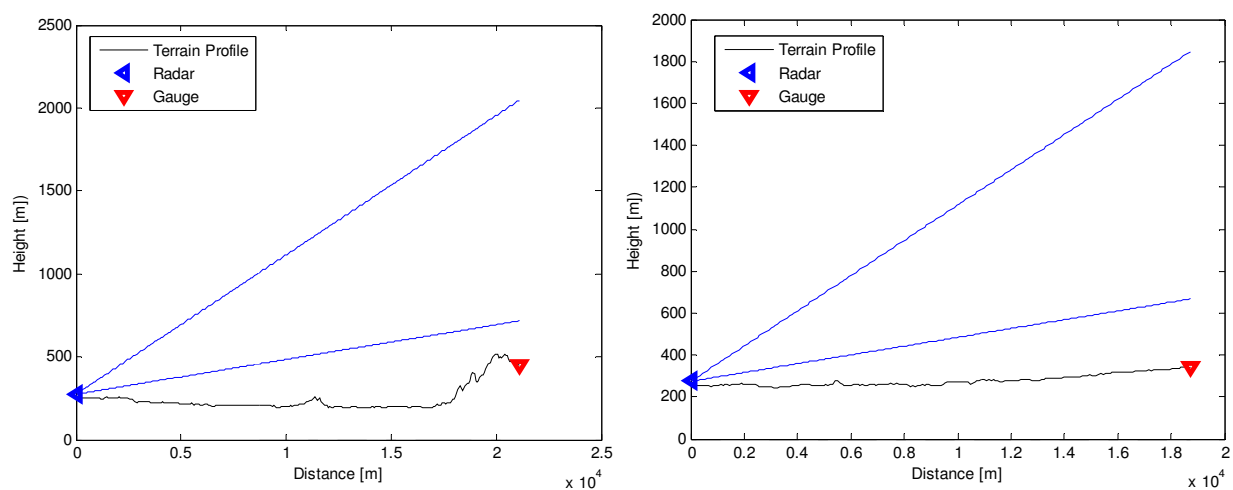 2500
2000
1500
1000
500
0
Height [m])
Terrain Profile
Radar
Gauge
0 0.5 1 1.5 2 2.5
x 10^4
Distance [m]
2000
1800
1600
1400
1200
1000
800
600
400
200
0
Height [m])
Terrain Profile
Radar
Gauge
0 0.2 0.4 0.6 0.8 1 1.2 1.4 1.6 1.8 2
x 10^4
Distance [m]